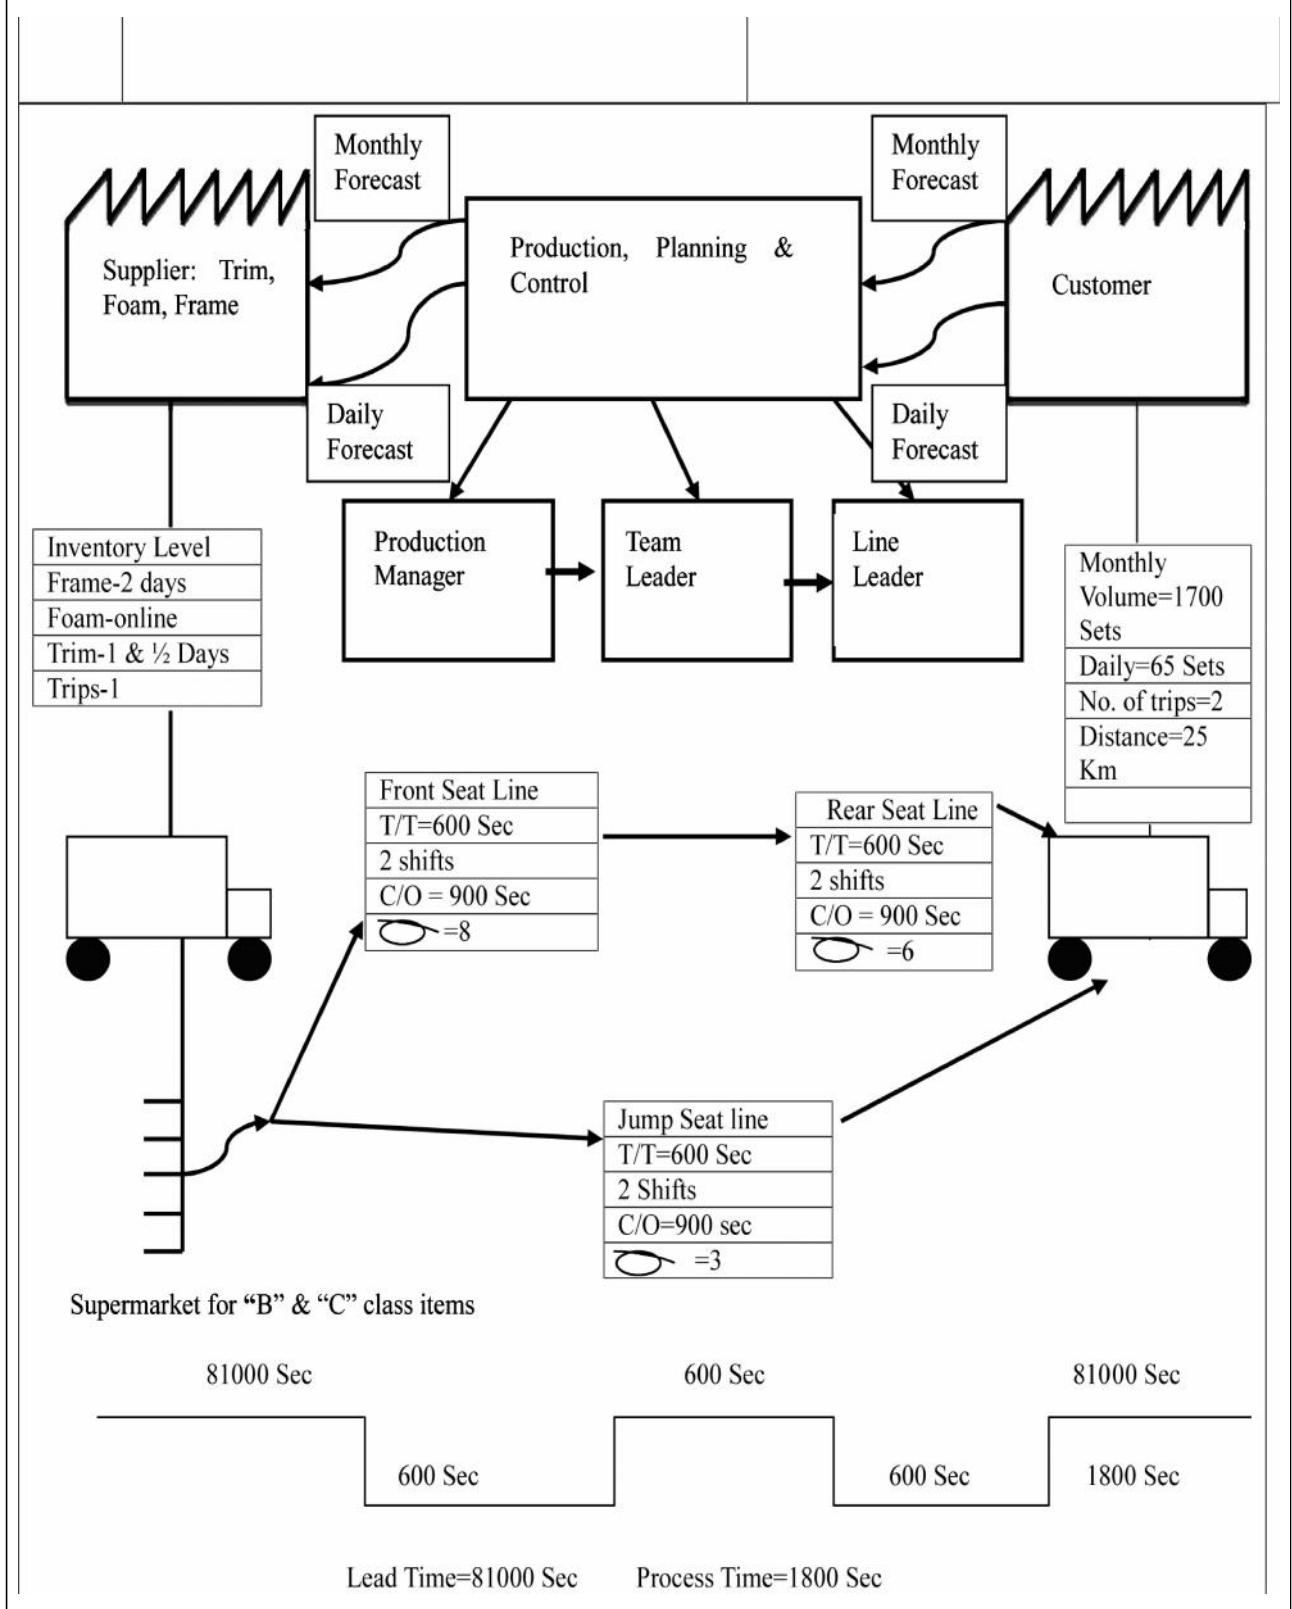 Monthly
Forecast
Monthly
Forecast
Supplier: Trim,
Foam, Frame
Production, Planning &
Control
Customer
Daily
Forecast
Daily
Forecast
Production
Manager
Team
Leader
Line
Leader
Inventory Level
Frame-2 days
Foam-online
Trim-1 & ½ Days
Trips-1
Monthly
Volume=1700
Sets
Daily=65 Sets
No. of trips=2
Distance=25
Km
Front Seat Line
T/T=600 Sec
2 shifts
C/O = 900 Sec
=8
Rear Seat Line
T/T=600 Sec
2 shifts
C/O = 900 Sec
=6
Jump Seat line
T/T=600 Sec
2 Shifts
C/O=900 sec
=3
Supermarket for “B” & “C” class items
81000 Sec
600 Sec
81000 Sec
600 Sec
600 Sec
1800 Sec
Lead Time=81000 Sec Process Time=1800 Sec